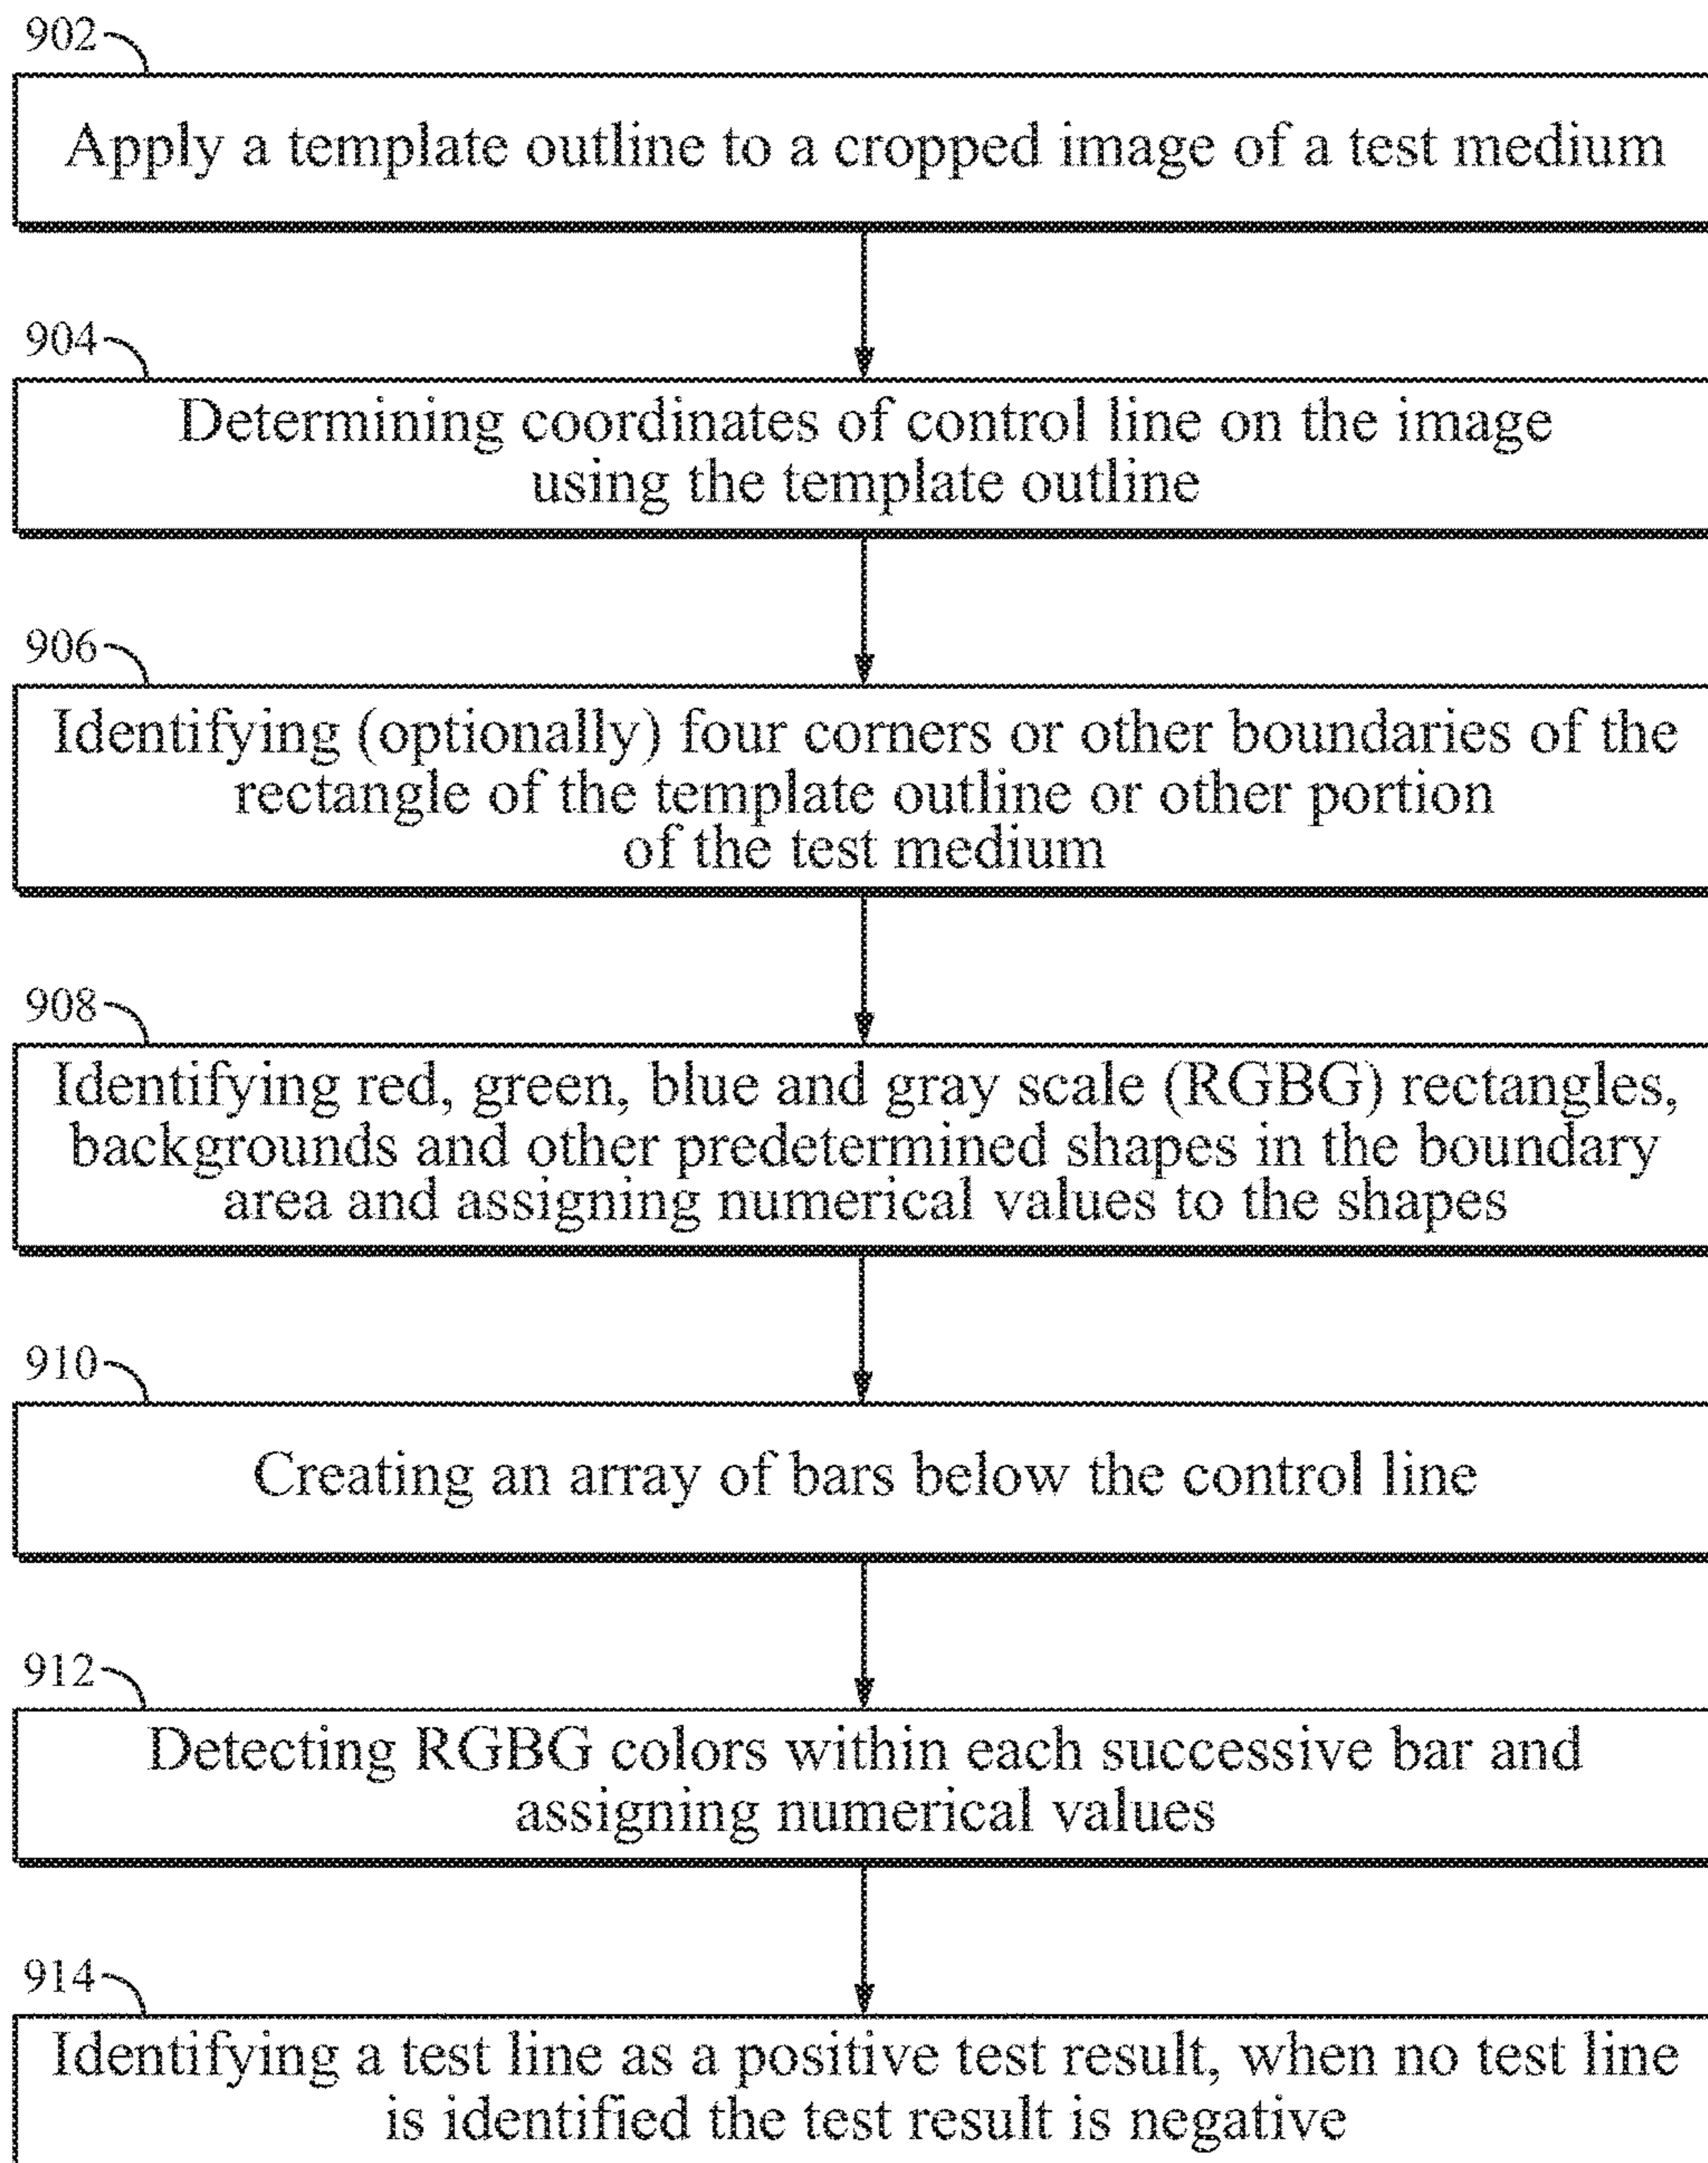 902
Apply a template outline to a cropped image of a test medium
904
Determining coordinates of control line on the image
using the template outline
906
Identifying (optionally) four corners or other boundaries of the
rectangle of the template outline or other portion
of the test medium
908
Identifying red, green, blue and gray scale (RGBG) rectangles,
backgrounds and other predetermined shapes in the boundary
area and assigning numerical values to the shapes
910
Creating an array of bars below the control line
912
Detecting RGBG colors within each successive bar and
assigning numerical values
914
Identifying a test line as a positive test result, when no test line
is identified the test result is negative